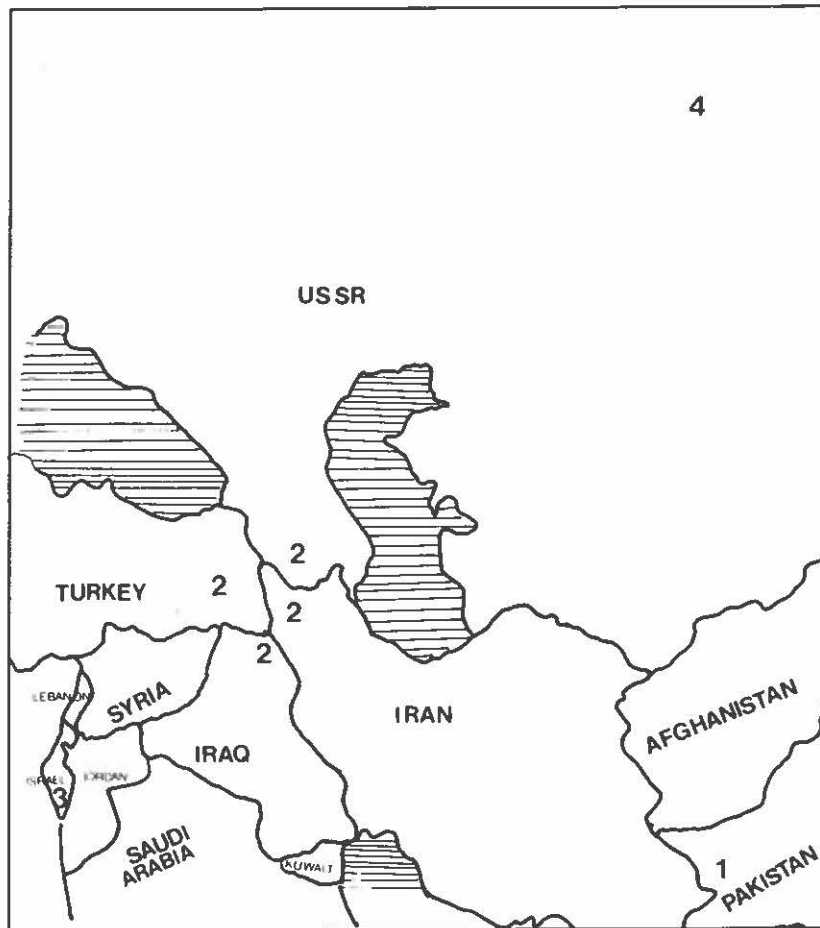 4
USSR
2
TURKEY
2
2
2
LEBANON
SYRIA
IRAN
AFGHANISTAN
IRAQ
ISRAEL
JORDAN
3
SAUDI
ARABIA
KUWAIT
1
PAKISTAN